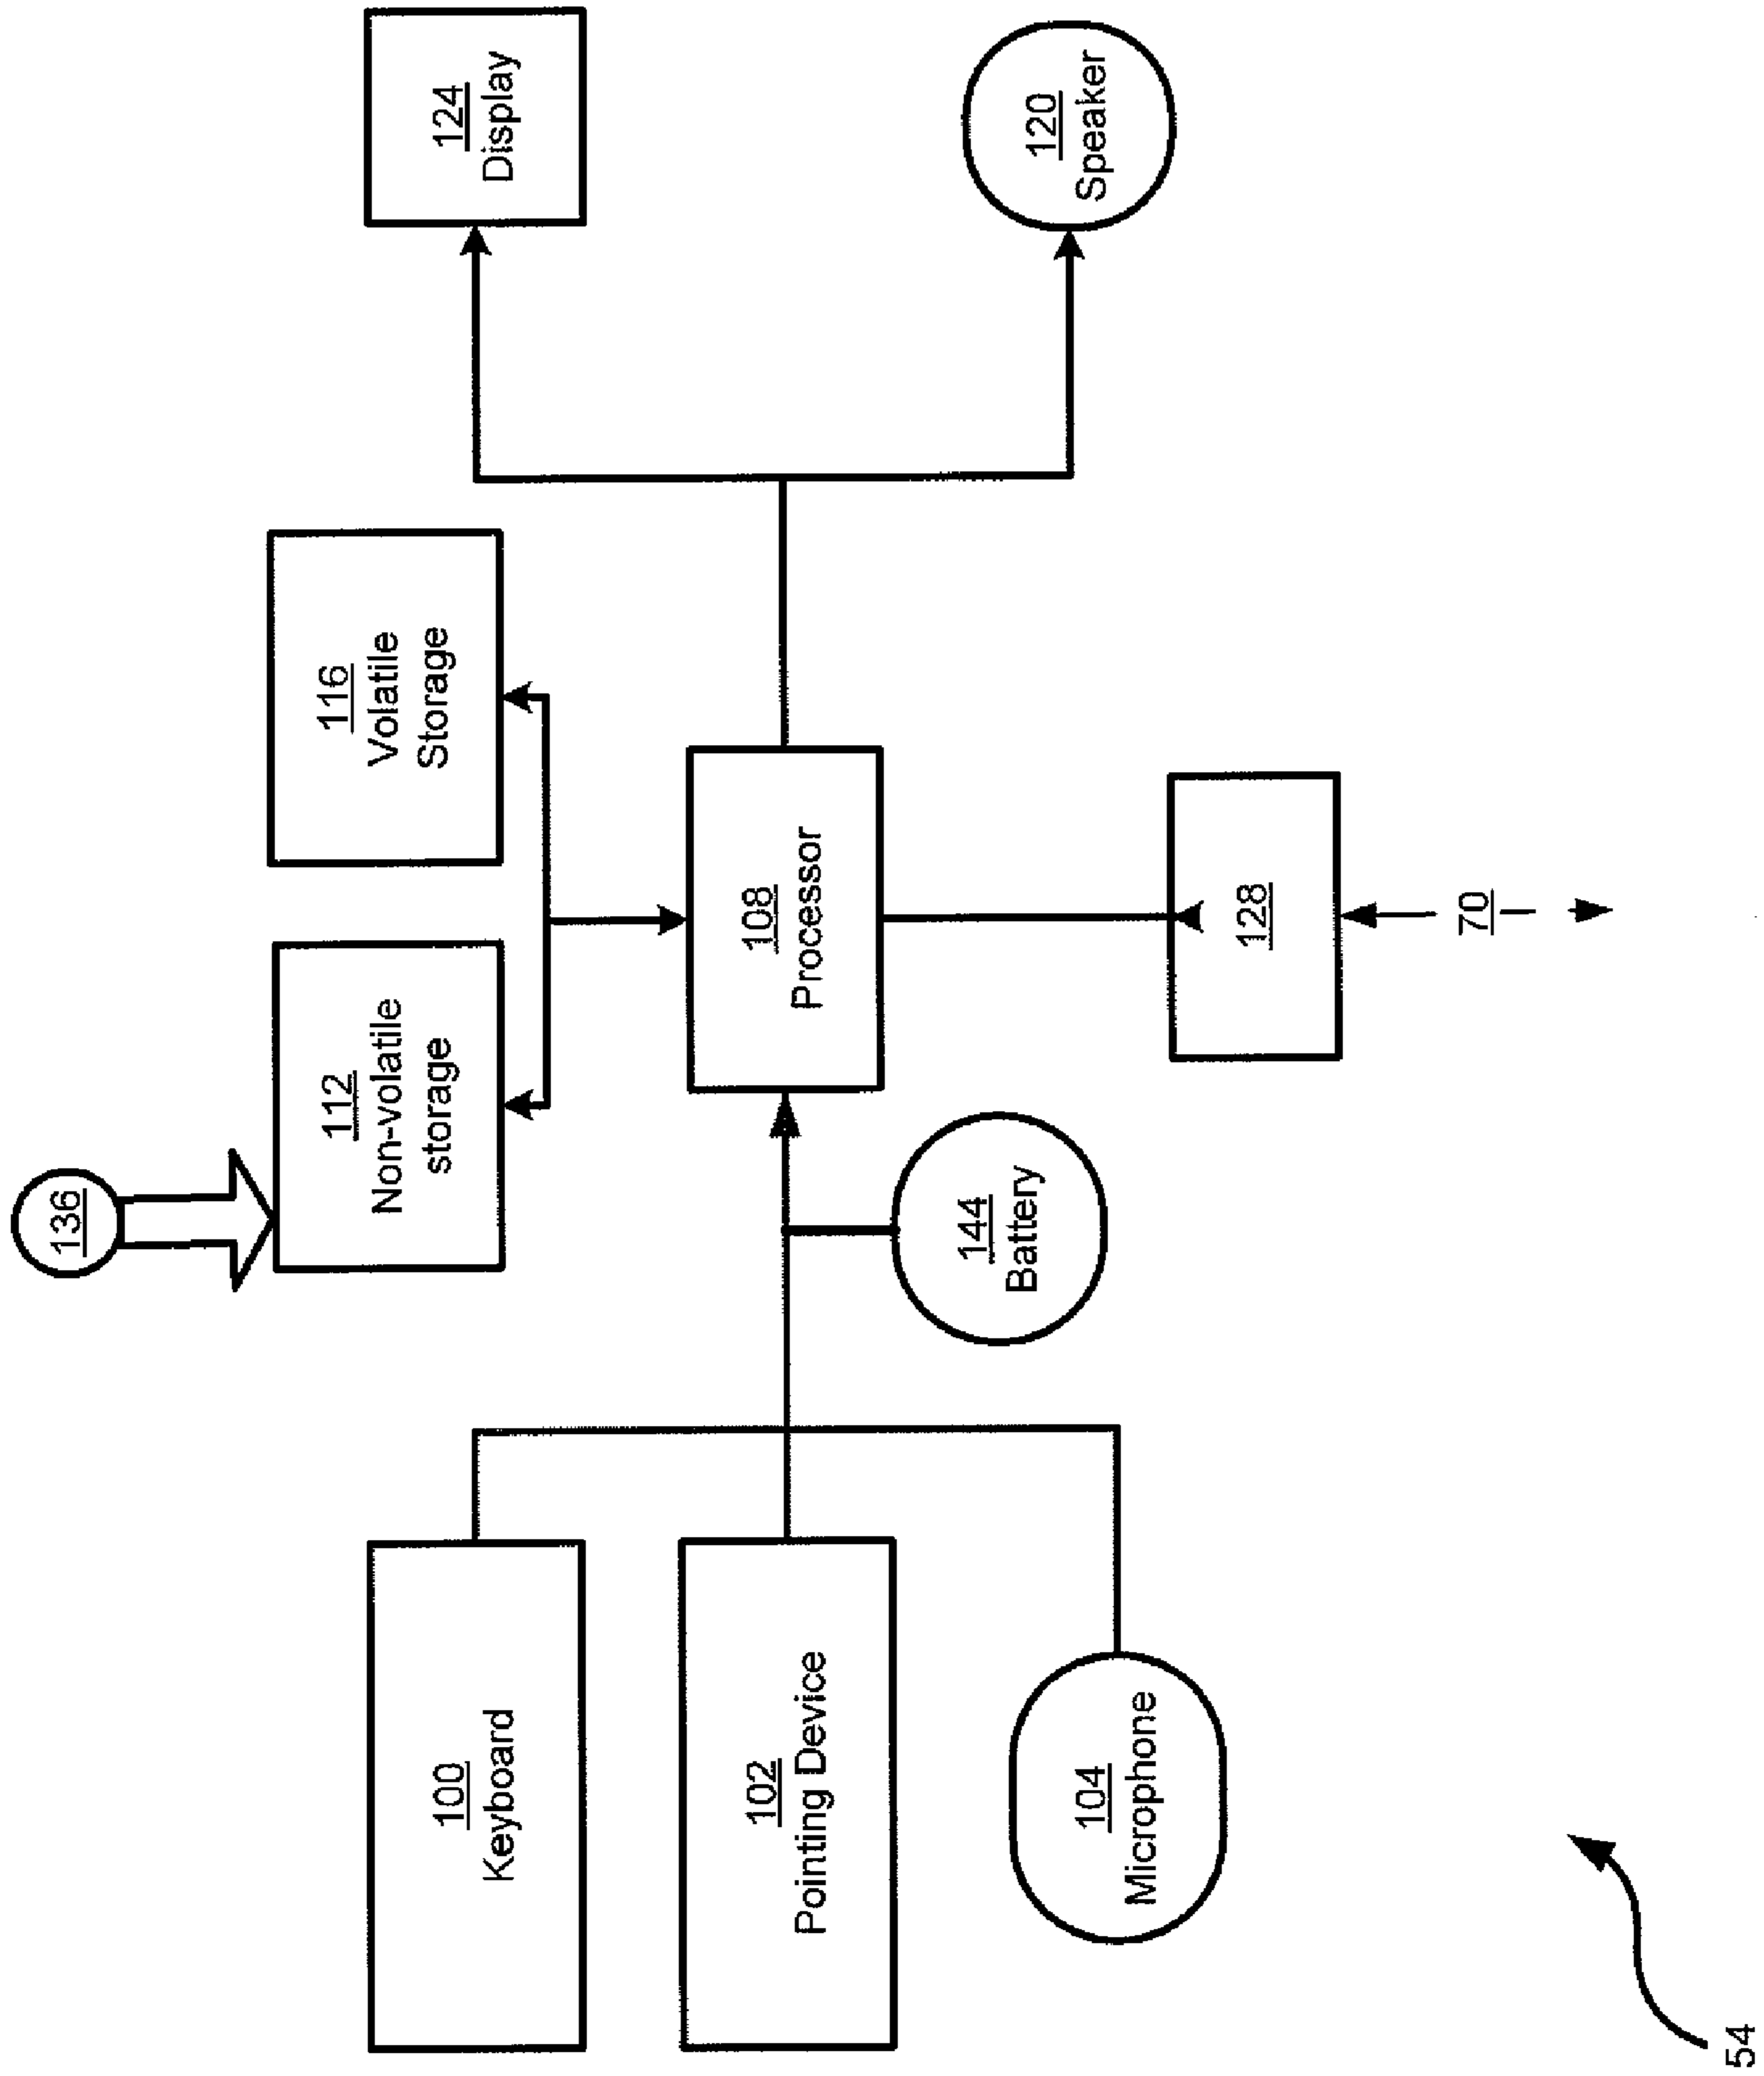 136
112
Non-volatile
storage
116
Volatile
Storage
100
Keyboard
124
Display
102
Pointing Device
108
Processor
144
Battery
104
Microphone
120
Speaker
128
70
54